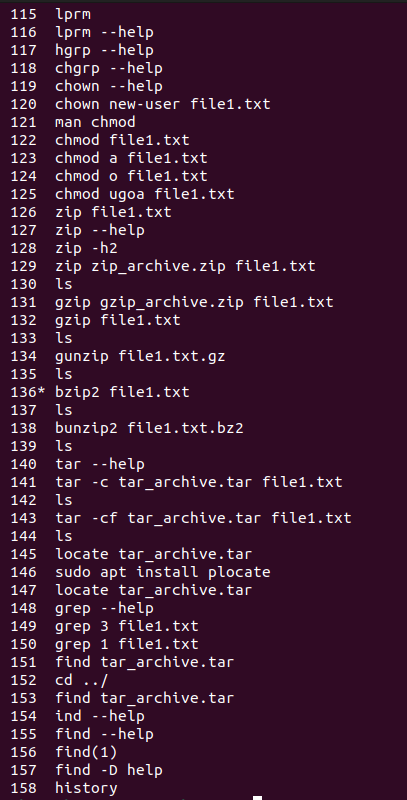 115 lprm
116 lprm --help
117 hgrp --help
118 chgrp --help
119 chown --help
120 chown new-user file1.txt
121 man chmod
122 chmod file1.txt
123 chmod a file1.txt
124 chmod o file1.txt
125 chmod ugoa file1.txt
126 zip file1.txt
127 zip --help
128 zip -h2
129 zip zip_archive.zip file1.txt
130 ls
131 gzip gzip_archive.zip file1.txt
132 gzip file1.txt
133 ls
134 gunzip file1.txt.gz
135 ls
136* bzip2 file1.txt
137 ls
138 bunzip2 file1.txt.bz2
139 ls
140 tar --help
141 tar -c tar_archive.tar file1.txt
142 ls
143 tar -cf tar_archive.tar file1.txt
144 ls
145 locate tar_archive.tar
146 sudo apt install plocate
147 locate tar_archive.tar
148 grep --help
149 grep 3 file1.txt
150 grep 1 file1.txt
151 find tar_archive.tar
152 cd ../
153 find tar_archive.tar
154 ind --help
155 find --help
156 find(1)
157 find -D help
158 history